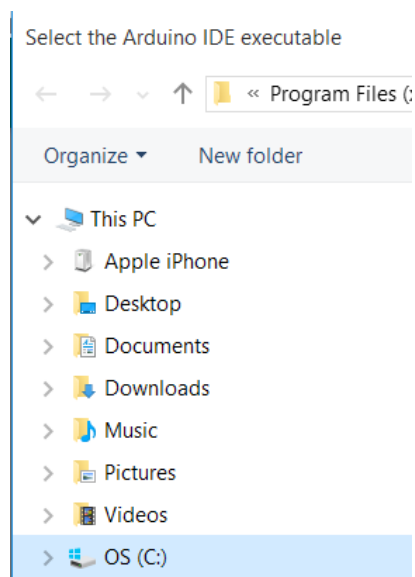 Select the Arduino IDE executable
« Program Files (
Organize New folder
This PC
Apple iPhone
Desktop
Documents
Downloads
Music
Pictures
Videos
OS (C:)